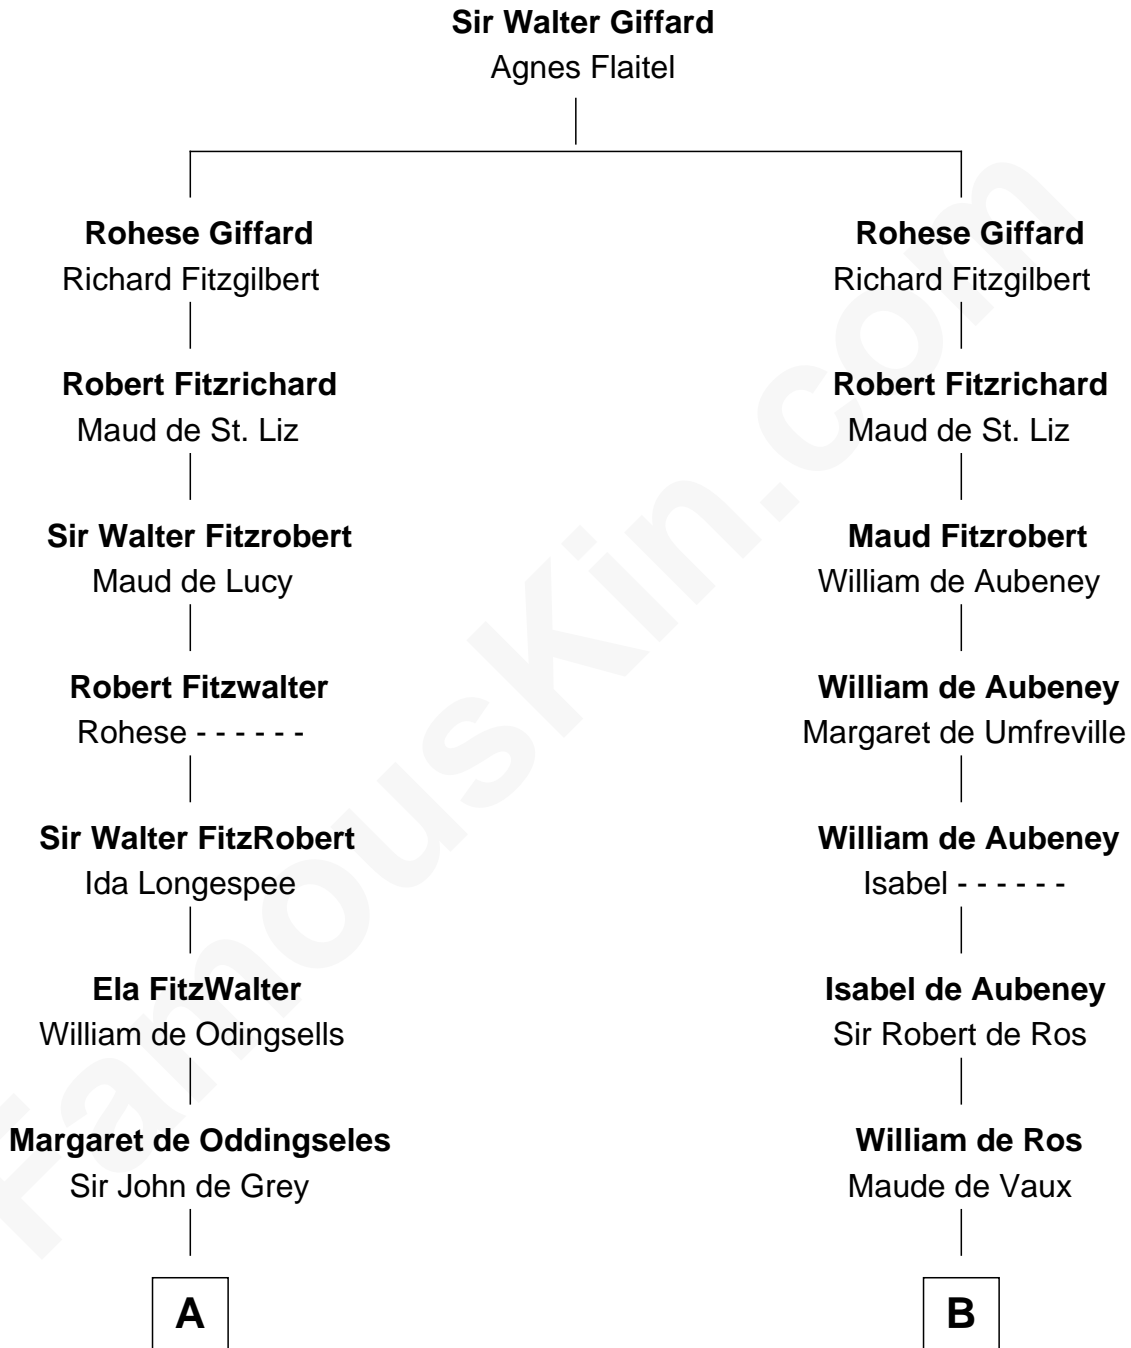 Sir Walter Giffard
Agnes Flaitel
Rohese Giffard
Richard Fitzgilbert
Robert Fitzrichard
Maud de St. Liz
Sir Walter Fitzrobert
Maud de Lucy
Robert Fitzwalter
Rohese - - - - - -
Sir Walter FitzRobert
Ida Longespee
Ela FitzWalter
William de Odingsells
Margaret de Oddingseles
Sir John de Grey
A
Rohese Giffard
Richard Fitzgilbert
Robert Fitzrichard
Maud de St. Liz
Maud Fitzrobert
William de Aubeney
William de Aubeney
Margaret de Umfreville
William de Aubeney
Isabel - - - - - -
Isabel de Aubeney
Sir Robert de Ros
William de Ros
Maude de Vaux
B
FamousKin.com